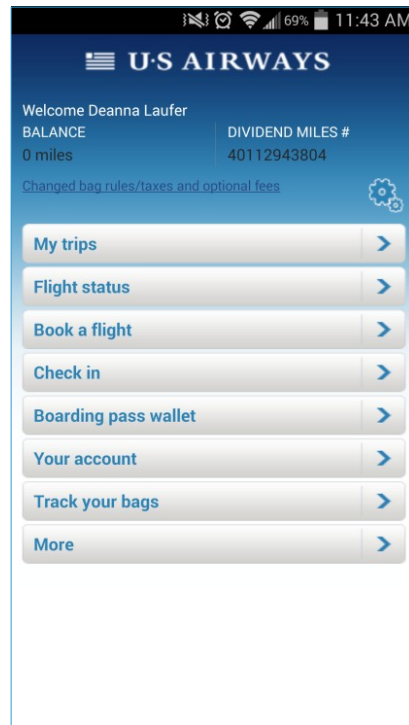 69% 11:43 AM
U·S AIRWAYS
Welcome Deanna Laufer
BALANCE DIVIDEND MILES #
0 miles 40112943804
Changed bag rules/taxes and optional fees
My trips
Flight status
Book a flight
Check in
Boarding pass wallet
Your account
Track your bags
More